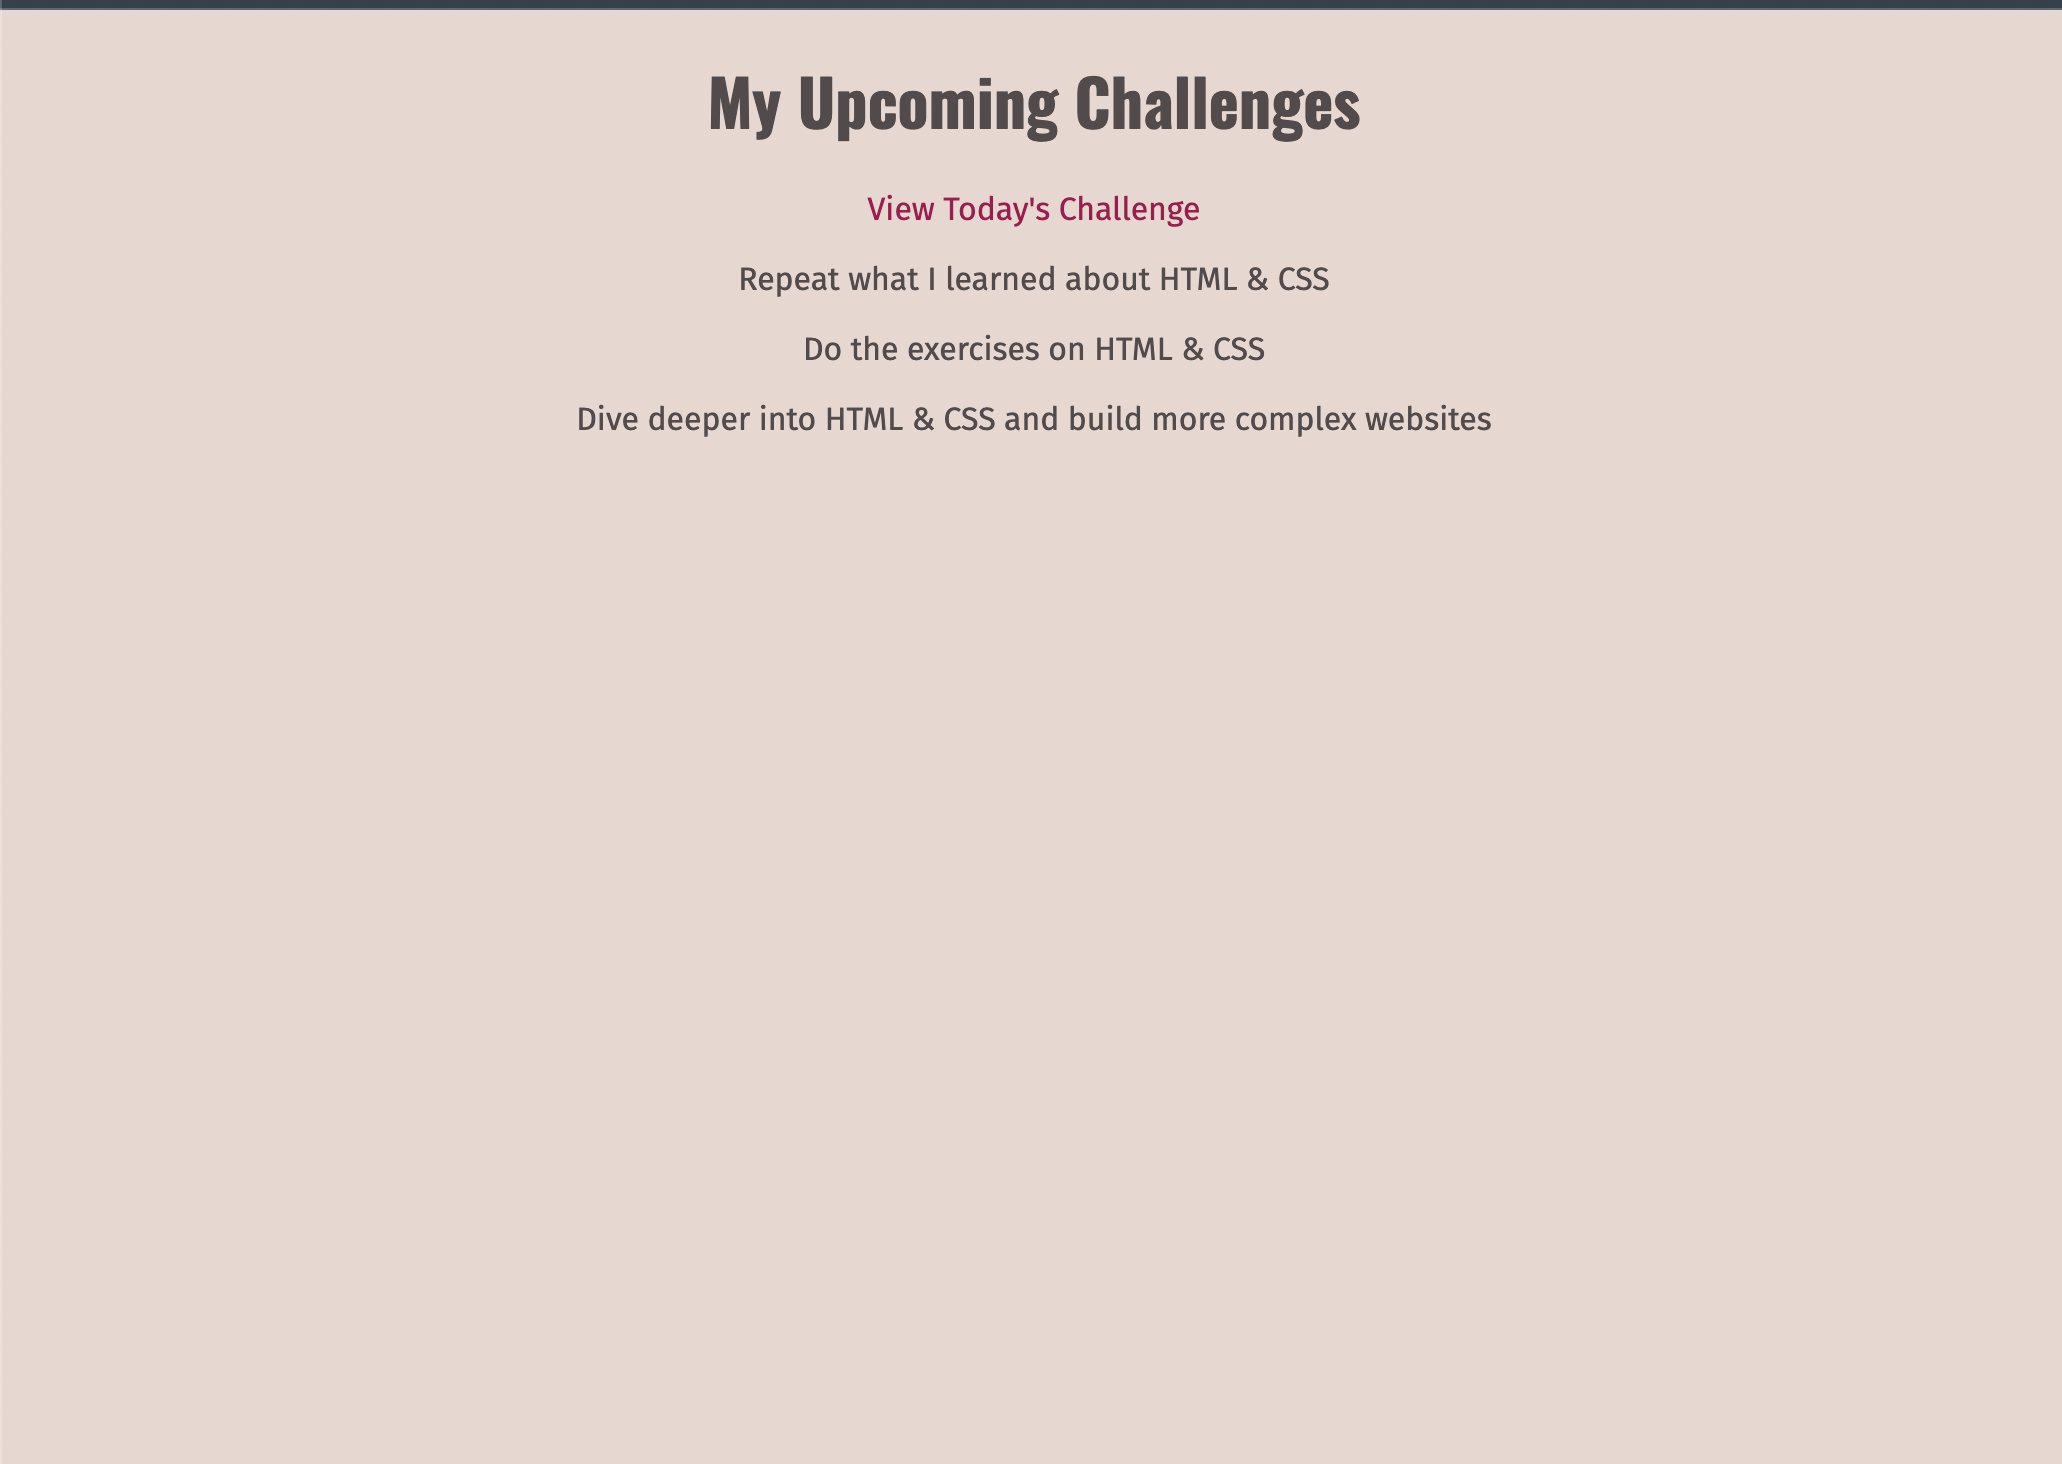 My Upcoming Challenges
View Today's Challenge
Repeat what I learned about HTML & CSS
Do the exercises on HTML & CSS
Dive deeper into HTML & CSS and build more complex websites